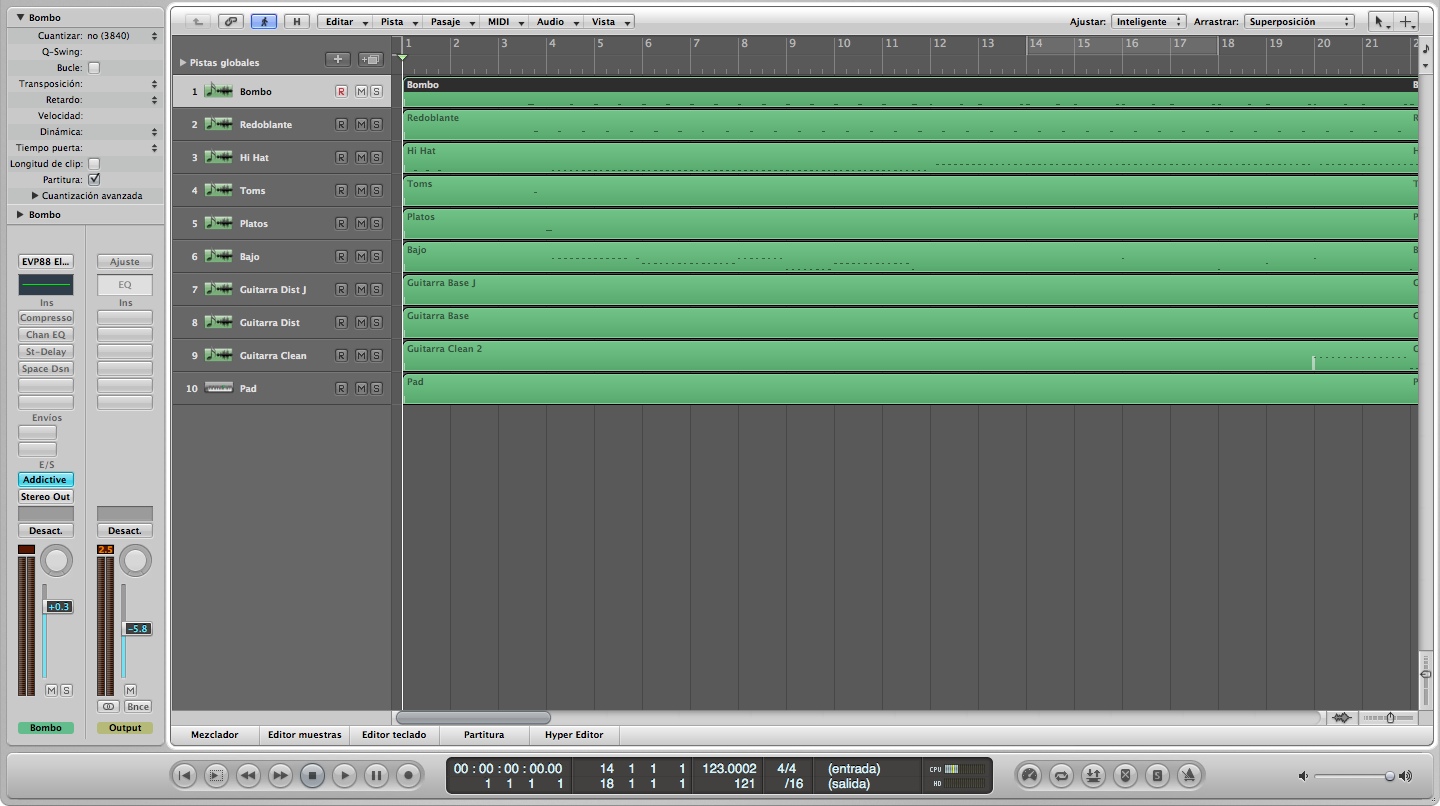 Bombo
Cuantizar: no (3840)
Q-Swing:
Bucle:
Transposición:
Retardo:
Velocidad:
Dinámica:
Tiempo puerta:
Longitud de clip:
Partitura:
Cuantización avanzada
Bombo
EVP88 El... Ajuste
EQ
Ins Ins
Compresso
Chan EQ
St-Delay
Space Dsn
Envíos
E/S
Addictive
Stereo Out
Desact. Desact.
2.5
+0.3
-5.8
M S M
Bnce
Bombo Output
H Editar Pista Pasaje MIDI Audio Vista Ajustar: Inteligente Arrastrar: Superposición
1 2 3 4 5 6 7 8 9 10 11 12 13 14 15 16 17 18 19 20 21
Pistas globales
1 Bombo R M S Bombo B
2 Redoblante R M S Redoblante R
3 Hi Hat R M S Hi Hat H
4 Toms R M S Toms T
5 Platos R M S Platos P
6 Bajo R M S Bajo B
7 Guitarra Dist J R M S Guitarra Base J
8 Guitarra Dist R M S Guitarra Base
9 Guitarra Clean R M S Guitarra Clean 2
10 Pad R M S Pad P
Mezclador Editor muestras Editor teclado Partitura Hyper Editor
00 : 00 : 00 : 00.00 14 1 1 1 123.0002 4/4 (entrada) CPU
1 1 1 1 18 1 1 1 121 /16 (salida) HD
S